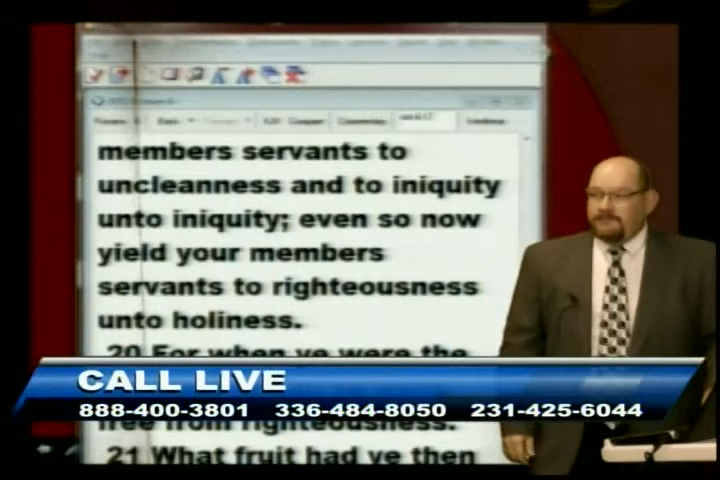 members servants to
uncleanness and to iniquity
unto iniquity; even so now
yield your members
servants to righteousness
unto holiness.
20 For when ye were the
CALL LIVE
888-400-3801 336-484-8050 231-425-6044
free from righteousness.
21 What fruit had ye then